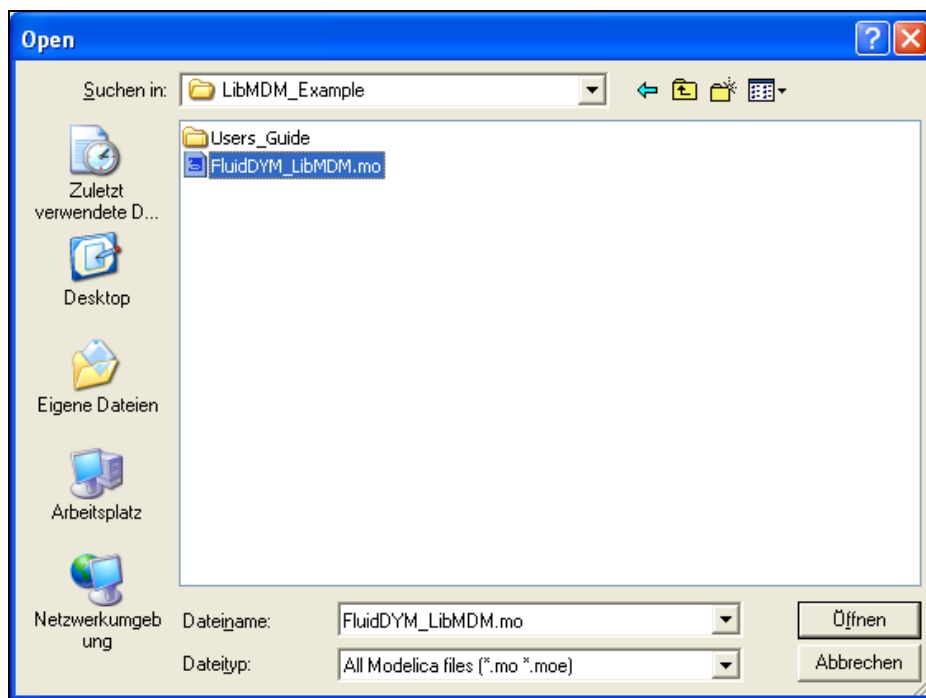 Open
Suchen in:
LibMDM_Example
Users_Guide
FluidDYM_LibMDM.mo
Zuletzt
verwendete D...
Desktop
Eigene Dateien
Arbeitsplatz
Netzwerkumgeb
ung
Dateiname:
FluidDYM_LibMDM.mo
Öffnen
Dateityp:
All Modelica files (*.mo *.moe)
Abbrechen